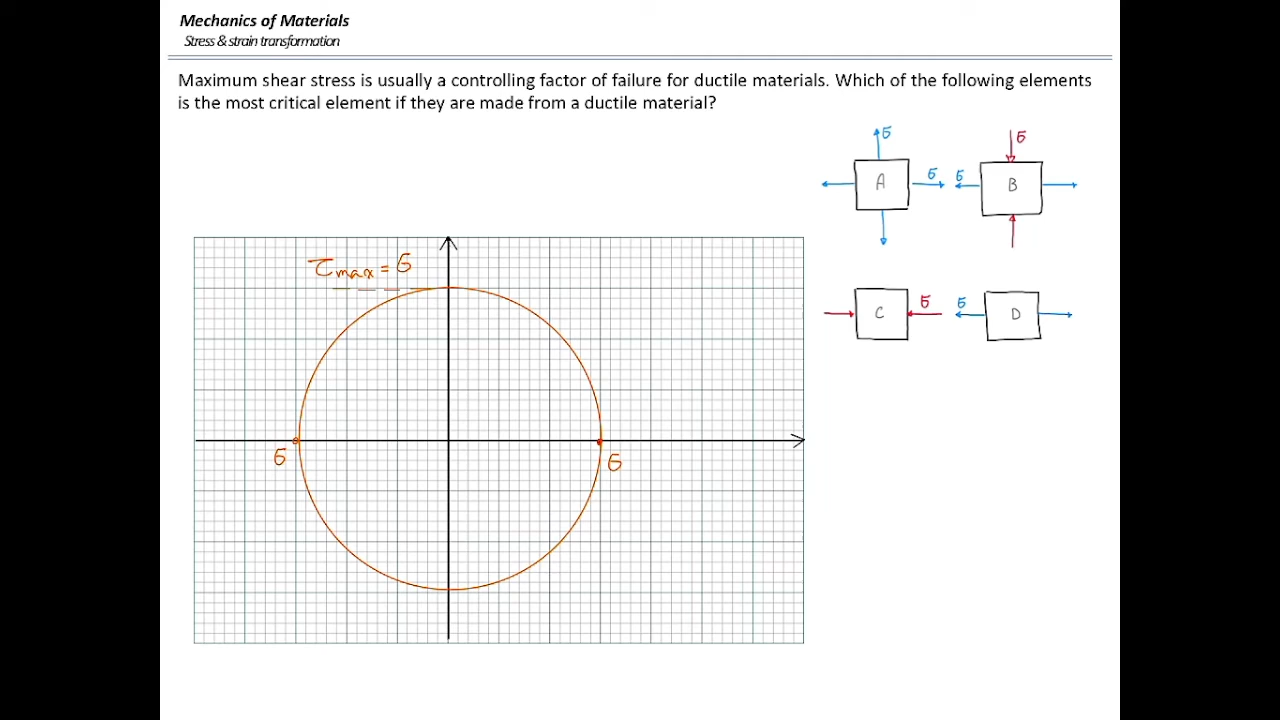 Mechanics of Materials
Stress & strain transformation
Maximum shear stress is usually a controlling factor of failure for ductile materials. Which of the following elements
is the most critical element if they are made from a ductile material?
σ σ
A σ σ B
τmax = σ
C σ σ D
σ σ